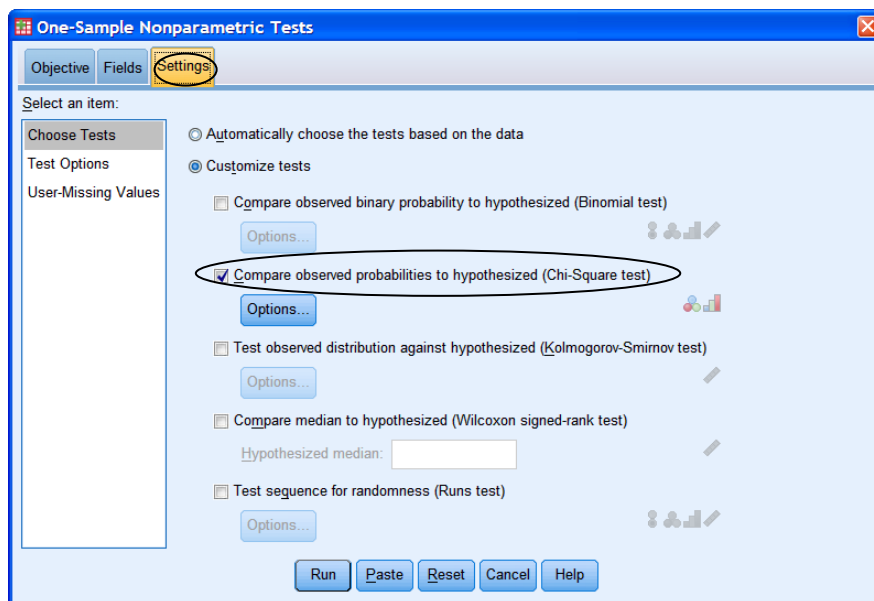 One-Sample Nonparametric Tests
Objective Fields Settings
Select an item:
Choose Tests
Test Options
User-Missing Values
Automatically choose the tests based on the data
Customize tests
Compare observed binary probability to hypothesized (Binomial test)
Options...
Compare observed probabilities to hypothesized (Chi-Square test)
Options...
Test observed distribution against hypothesized (Kolmogorov-Smirnov test)
Options...
Compare median to hypothesized (Wilcoxon signed-rank test)
Hypothesized median:
Test sequence for randomness (Runs test)
Options...
Run Paste Reset Cancel Help